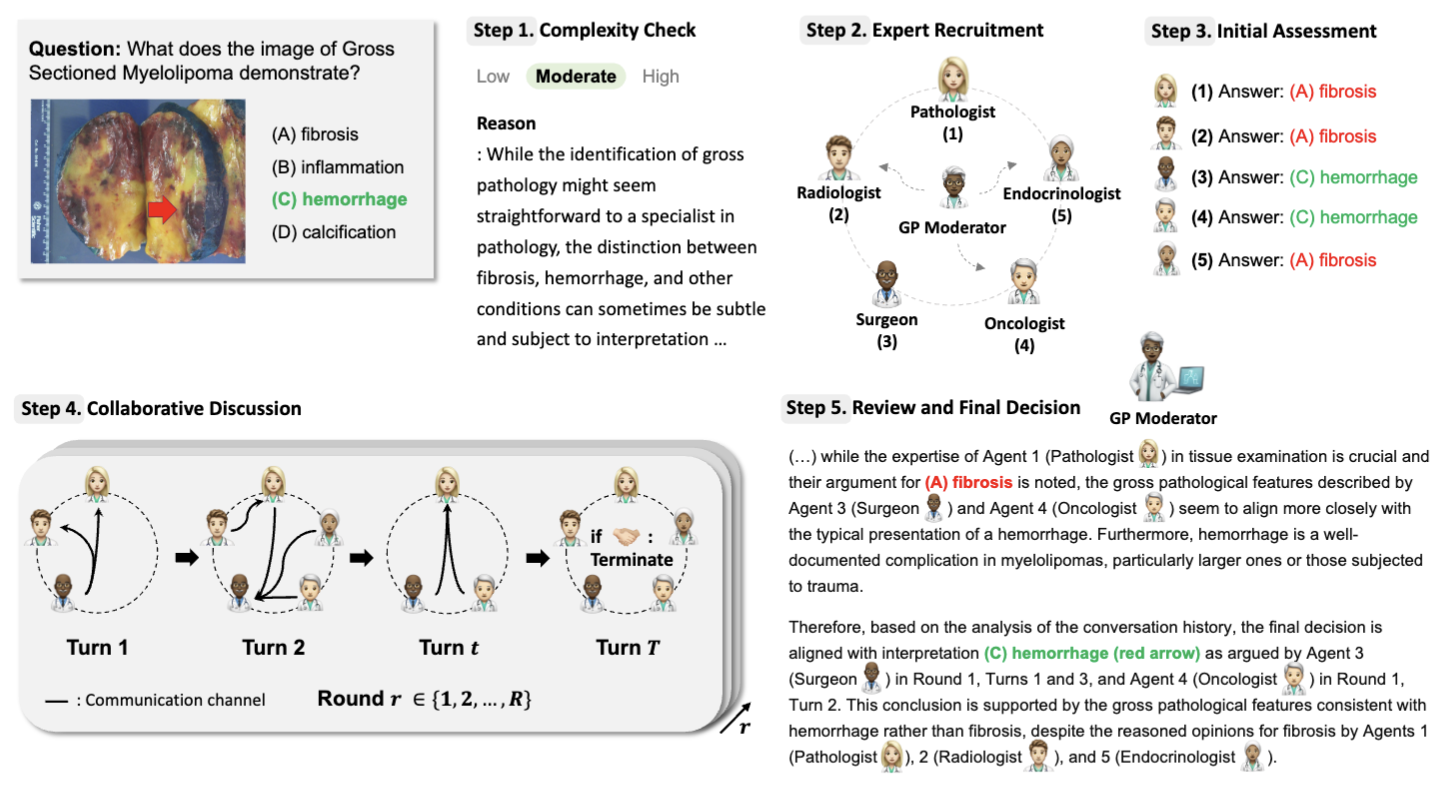 Question: What does the image of Gross
Sectioned Myelolipoma demonstrate?
(A) fibrosis
(B) inflammation
(C) hemorrhage
(D) calcification
Step 1. Complexity Check
Low Moderate High
Reason
: While the identification of gross
pathology might seem
straightforward to a specialist in
pathology, the distinction between
fibrosis, hemorrhage, and other
conditions can sometimes be subtle
and subject to interpretation ...
Step 2. Expert Recruitment
Pathologist
(1)
Radiologist
(2)
GP Moderator
Endocrinologist
(5)
Surgeon
(3)
Oncologist
(4)
Step 3. Initial Assessment
(1) Answer: (A) fibrosis
(2) Answer: (A) fibrosis
(3) Answer: (C) hemorrhage
(4) Answer: (C) hemorrhage
(5) Answer: (A) fibrosis
Step 4. Collaborative Discussion
if 🤝 :
Terminate
Turn 1
Turn 2
Turn t
Turn T
: Communication channel
Round r ∈ {1, 2, ..., R}
r
GP Moderator
Step 5. Review and Final Decision
(...) while the expertise of Agent 1 (Pathologist ) in tissue examination is crucial and
their argument for (A) fibrosis is noted, the gross pathological features described by
Agent 3 (Surgeon ) and Agent 4 (Oncologist ) seem to align more closely with
the typical presentation of a hemorrhage. Furthermore, hemorrhage is a well-
documented complication in myelolipomas, particularly larger ones or those subjected
to trauma.
Therefore, based on the analysis of the conversation history, the final decision is
aligned with interpretation (C) hemorrhage (red arrow) as argued by Agent 3
(Surgeon ) in Round 1, Turns 1 and 3, and Agent 4 (Oncologist ) in Round 1,
Turn 2. This conclusion is supported by the gross pathological features consistent with
hemorrhage rather than fibrosis, despite the reasoned opinions for fibrosis by Agents 1
(Pathologist ), 2 (Radiologist ), and 5 (Endocrinologist ).